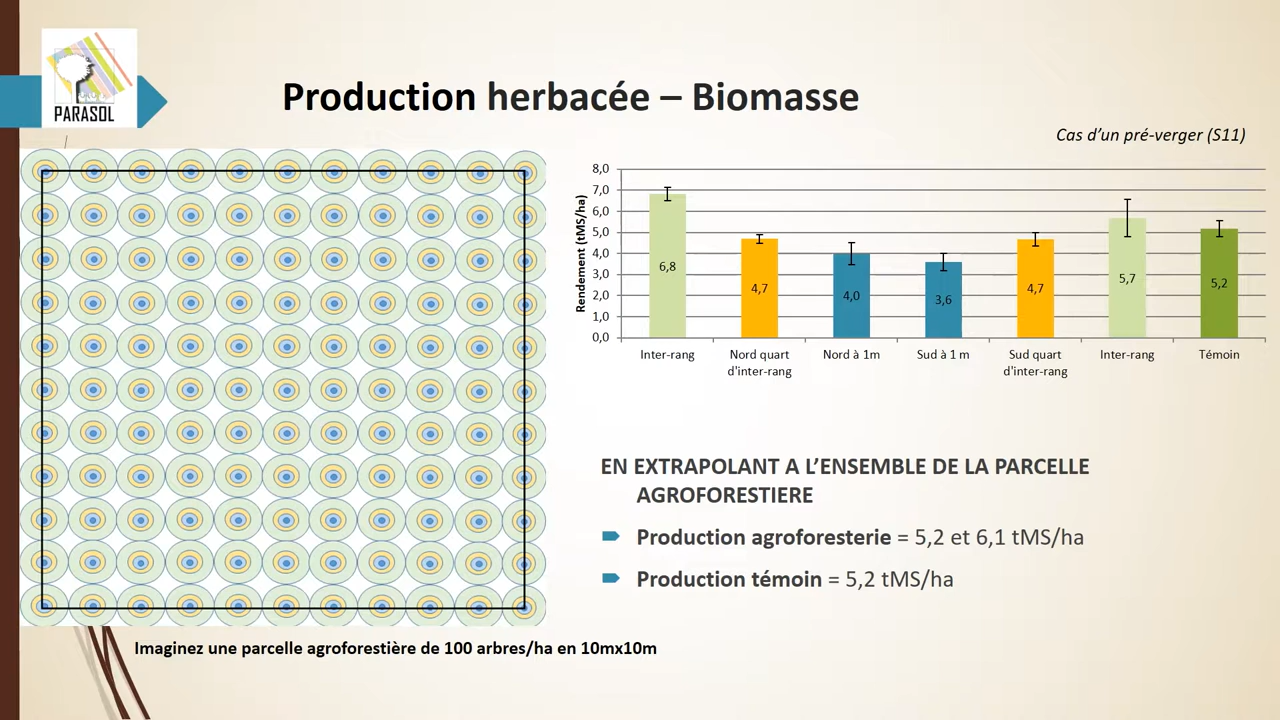 PARASOL
Production herbacée – Biomasse
Cas d'un pré-verger (S11)
Rendement (tMS/ha)
8,0
7,0
6,0
5,0
4,0
3,0
2,0
1,0
0,0
6,8
4,7
4,0
3,6
4,7
5,7
5,2
Inter-rang
Nord quart d'inter-rang
Nord à 1m
Sud à 1 m
Sud quart d'inter-rang
Inter-rang
Témoin
EN EXTRAPOLANT A L'ENSEMBLE DE LA PARCELLE
AGROFORESTIERE
Production agroforesterie = 5,2 et 6,1 tMS/ha
Production témoin = 5,2 tMS/ha
Imaginez une parcelle agroforestière de 100 arbres/ha en 10mx10m